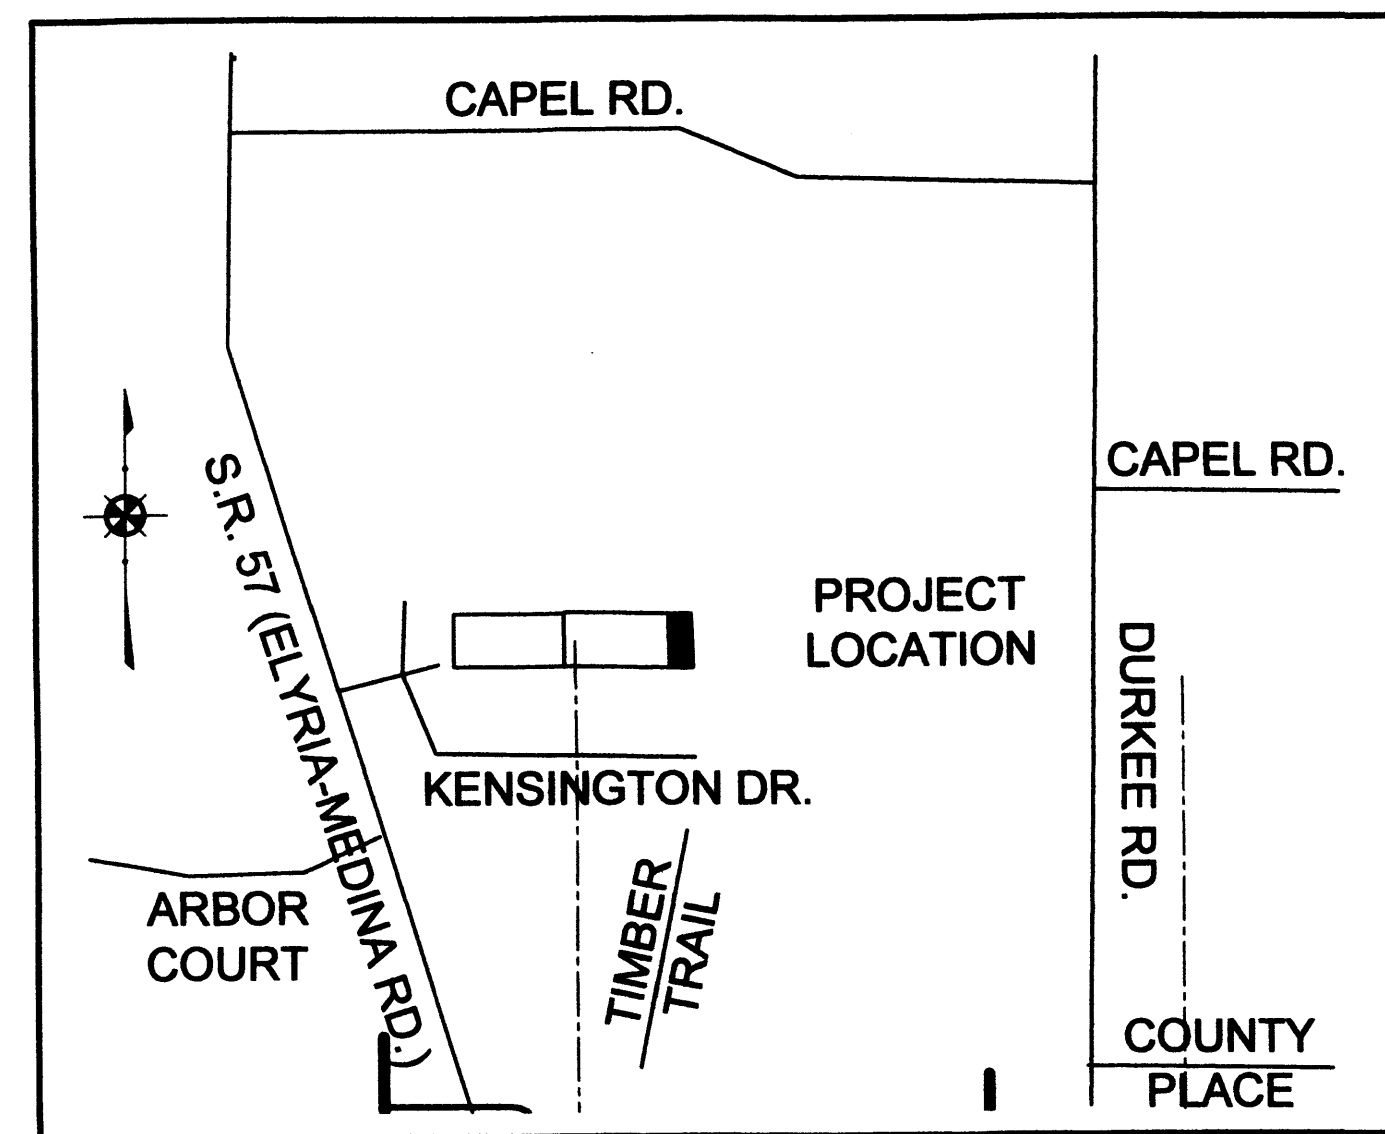 CAPEL RD.
CAPEL RD.
S.R. 57 (ELYRIA-MEDINA RD.)
PROJECT
LOCATION
DURKEE RD.
KENSINGTON DR.
ARBOR
COURT
TIMBER
TRAIL
COUNTY
PLACE